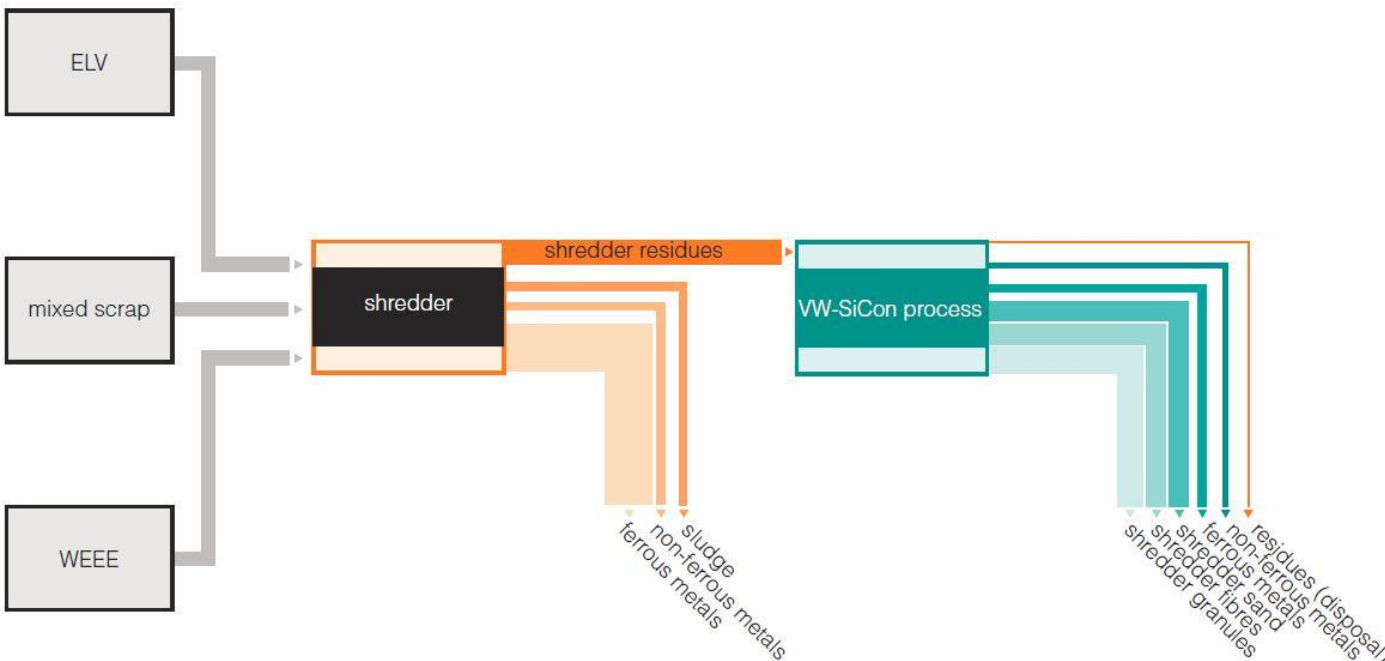 ELV
mixed scrap
WEEE
shredder
shredder residues
VW-SiCon process
ferrous metals
non-ferrous metals
sludge
shredder granules
shredder fibres
shredder sand
ferrous metals
non-ferrous metals
residues (disposal